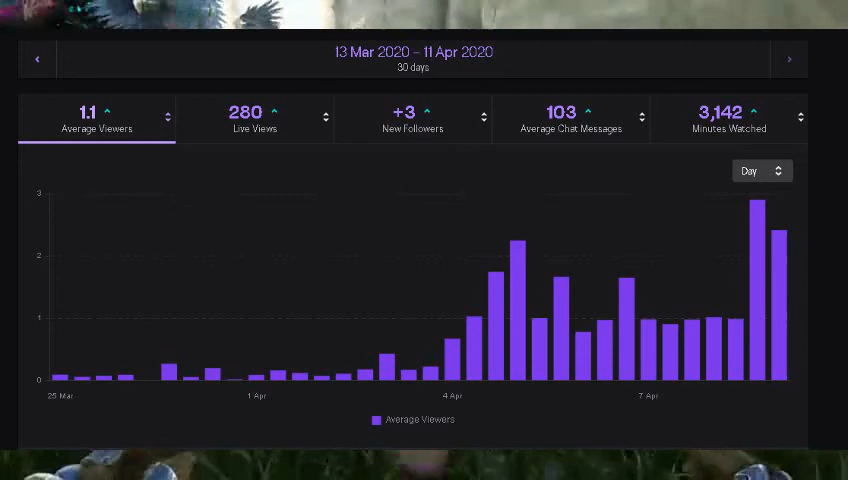 13 Mar 2020 – 11 Apr 2020
30 days
1.1
Average Viewers
280
Live Views
+3
New Followers
103
Average Chat Messages
3,142
Minutes Watched
Day
3
2
1
0
25 Mar
1 Apr
4 Apr
7 Apr
Average Viewers